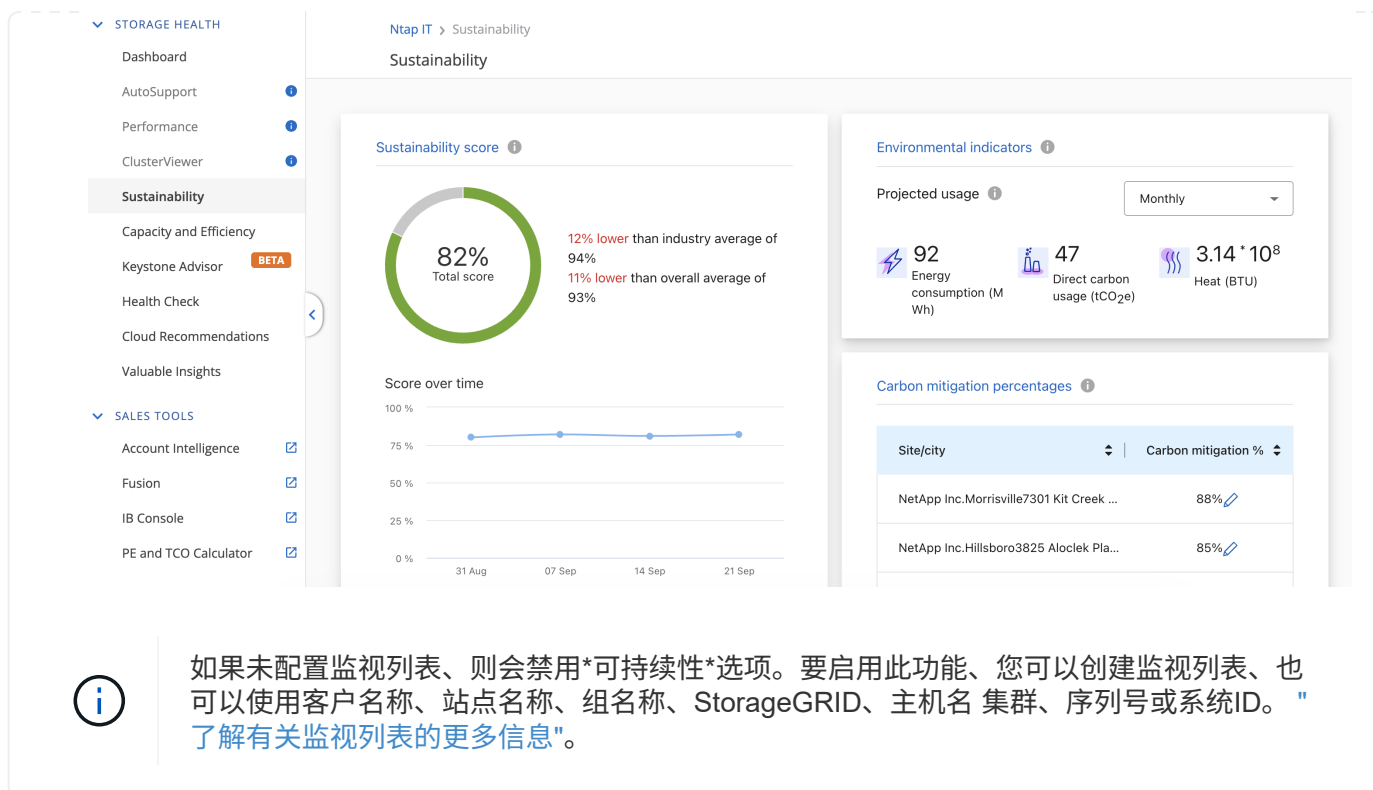 STORAGE HEALTH
Dashboard
AutoSupport
Performance
ClusterViewer
Sustainability
Capacity and Efficiency
Keystone Advisor BETA
Health Check
Cloud Recommendations
Valuable Insights
SALES TOOLS
Account Intelligence
Fusion
IB Console
PE and TCO Calculator
Ntap IT > Sustainability
Sustainability
Sustainability score
82%
Total score
12% lower than industry average of
94%
11% lower than overall average of
93%
Score over time
100 %
75 %
50 %
25 %
0 %
31 Aug 07 Sep 14 Sep 21 Sep
Environmental indicators
Projected usage
Monthly
92
Energy
consumption (M
Wh)
47
Direct carbon
usage (tCO2e)
3.14 * 10⁸
Heat (BTU)
Carbon mitigation percentages
Site/city Carbon mitigation %
NetApp Inc.Morrisville7301 Kit Creek ... 88%
NetApp Inc.Hillsboro3825 Aloclek Pla... 85%
如果未配置监视列表、则会禁用*可持续性*选项。要启用此功能、您可以创建监视列表、也
可以使用客户名称、站点名称、组名称、StorageGRID、主机名 集群、序列号或系统ID。 "
了解有关监视列表的更多信息"。